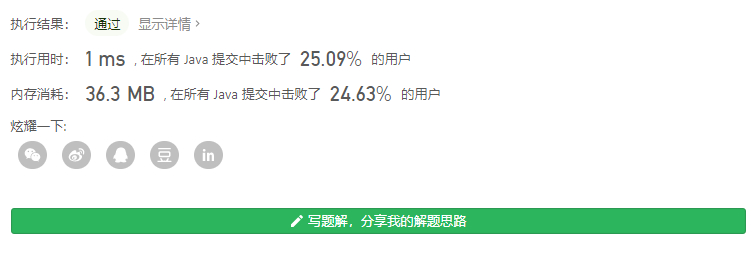 执行结果： 通过 显示详情 ›
执行用时： 1 ms ，在所有 Java 提交中击败了 25.09% 的用户
内存消耗： 36.3 MB ，在所有 Java 提交中击败了 24.63% 的用户
炫耀一下:
豆 in
写题解，分享我的解题思路